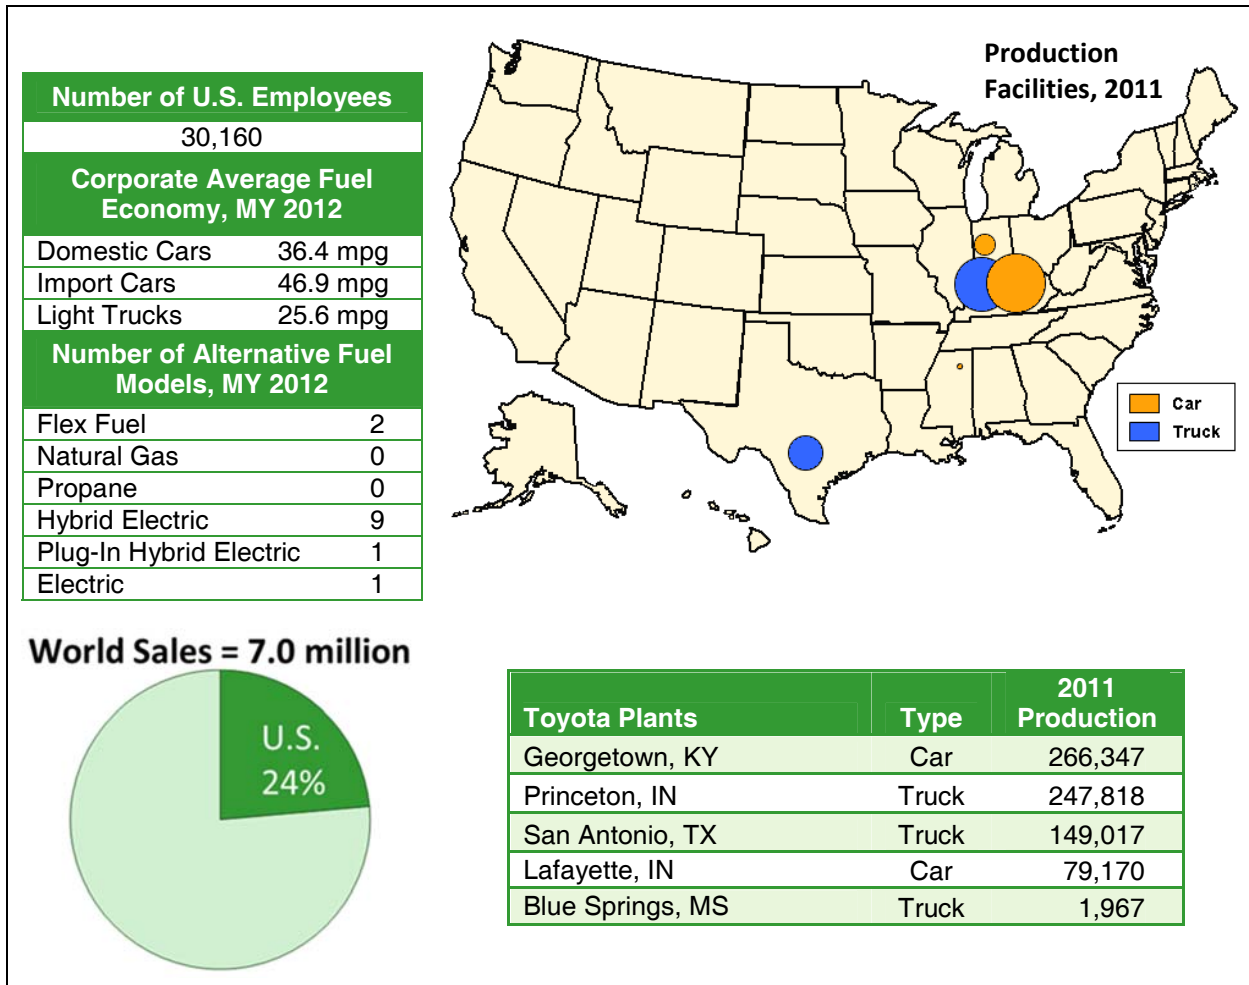 Number of U.S. Employees
30,160
Corporate Average Fuel
Economy, MY 2012
Domestic Cars 36.4 mpg
Import Cars 46.9 mpg
Light Trucks 25.6 mpg
Number of Alternative Fuel
Models, MY 2012
Flex Fuel 2
Natural Gas 0
Propane 0
Hybrid Electric 9
Plug-In Hybrid Electric 1
Electric 1
Production
Facilities, 2011
Car
Truck
World Sales = 7.0 million
U.S.
24%
2011
Toyota Plants Type Production
Georgetown, KY Car 266,347
Princeton, IN Truck 247,818
San Antonio, TX Truck 149,017
Lafayette, IN Car 79,170
Blue Springs, MS Truck 1,967